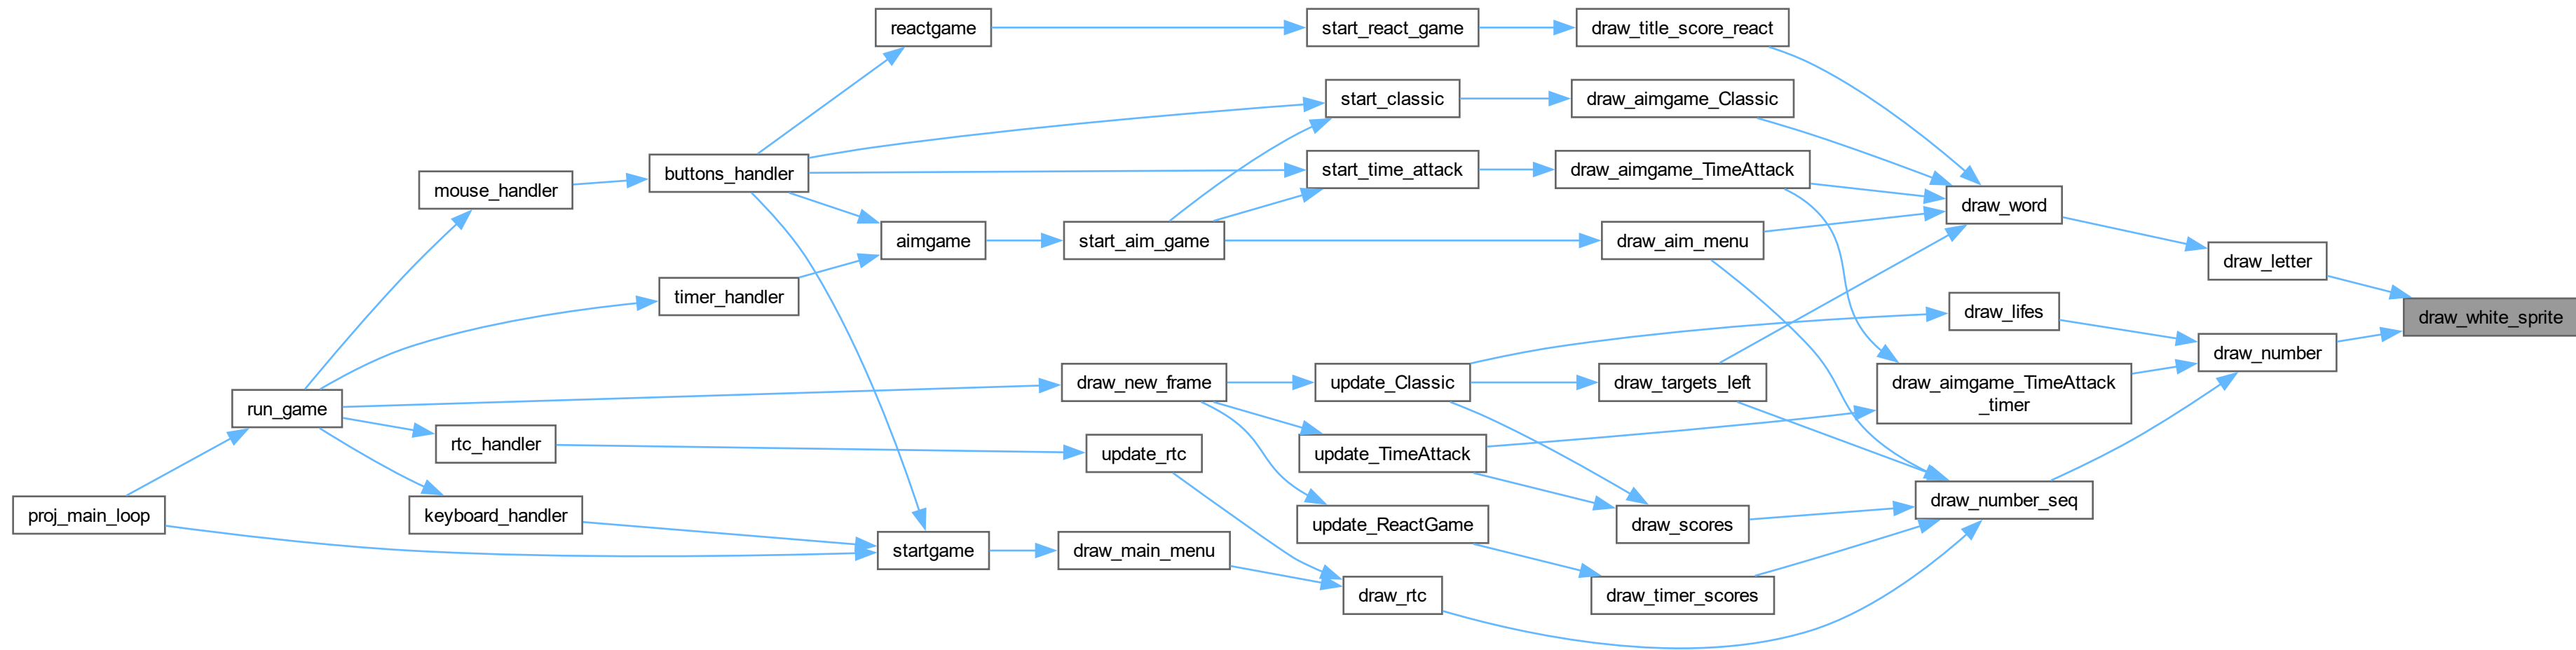 reactgame
start_react_game
draw_title_score_react
start_classic
draw_aimgame_Classic
mouse_handler
buttons_handler
start_time_attack
draw_aimgame_TimeAttack
draw_word
aimgame
start_aim_game
draw_aim_menu
draw_letter
timer_handler
draw_lifes
draw_white_sprite
draw_number
run_game
draw_new_frame
update_Classic
draw_targets_left
draw_aimgame_TimeAttack
_timer
rtc_handler
update_rtc
update_TimeAttack
proj_main_loop
keyboard_handler
update_ReactGame
draw_scores
draw_number_seq
startgame
draw_main_menu
draw_rtc
draw_timer_scores